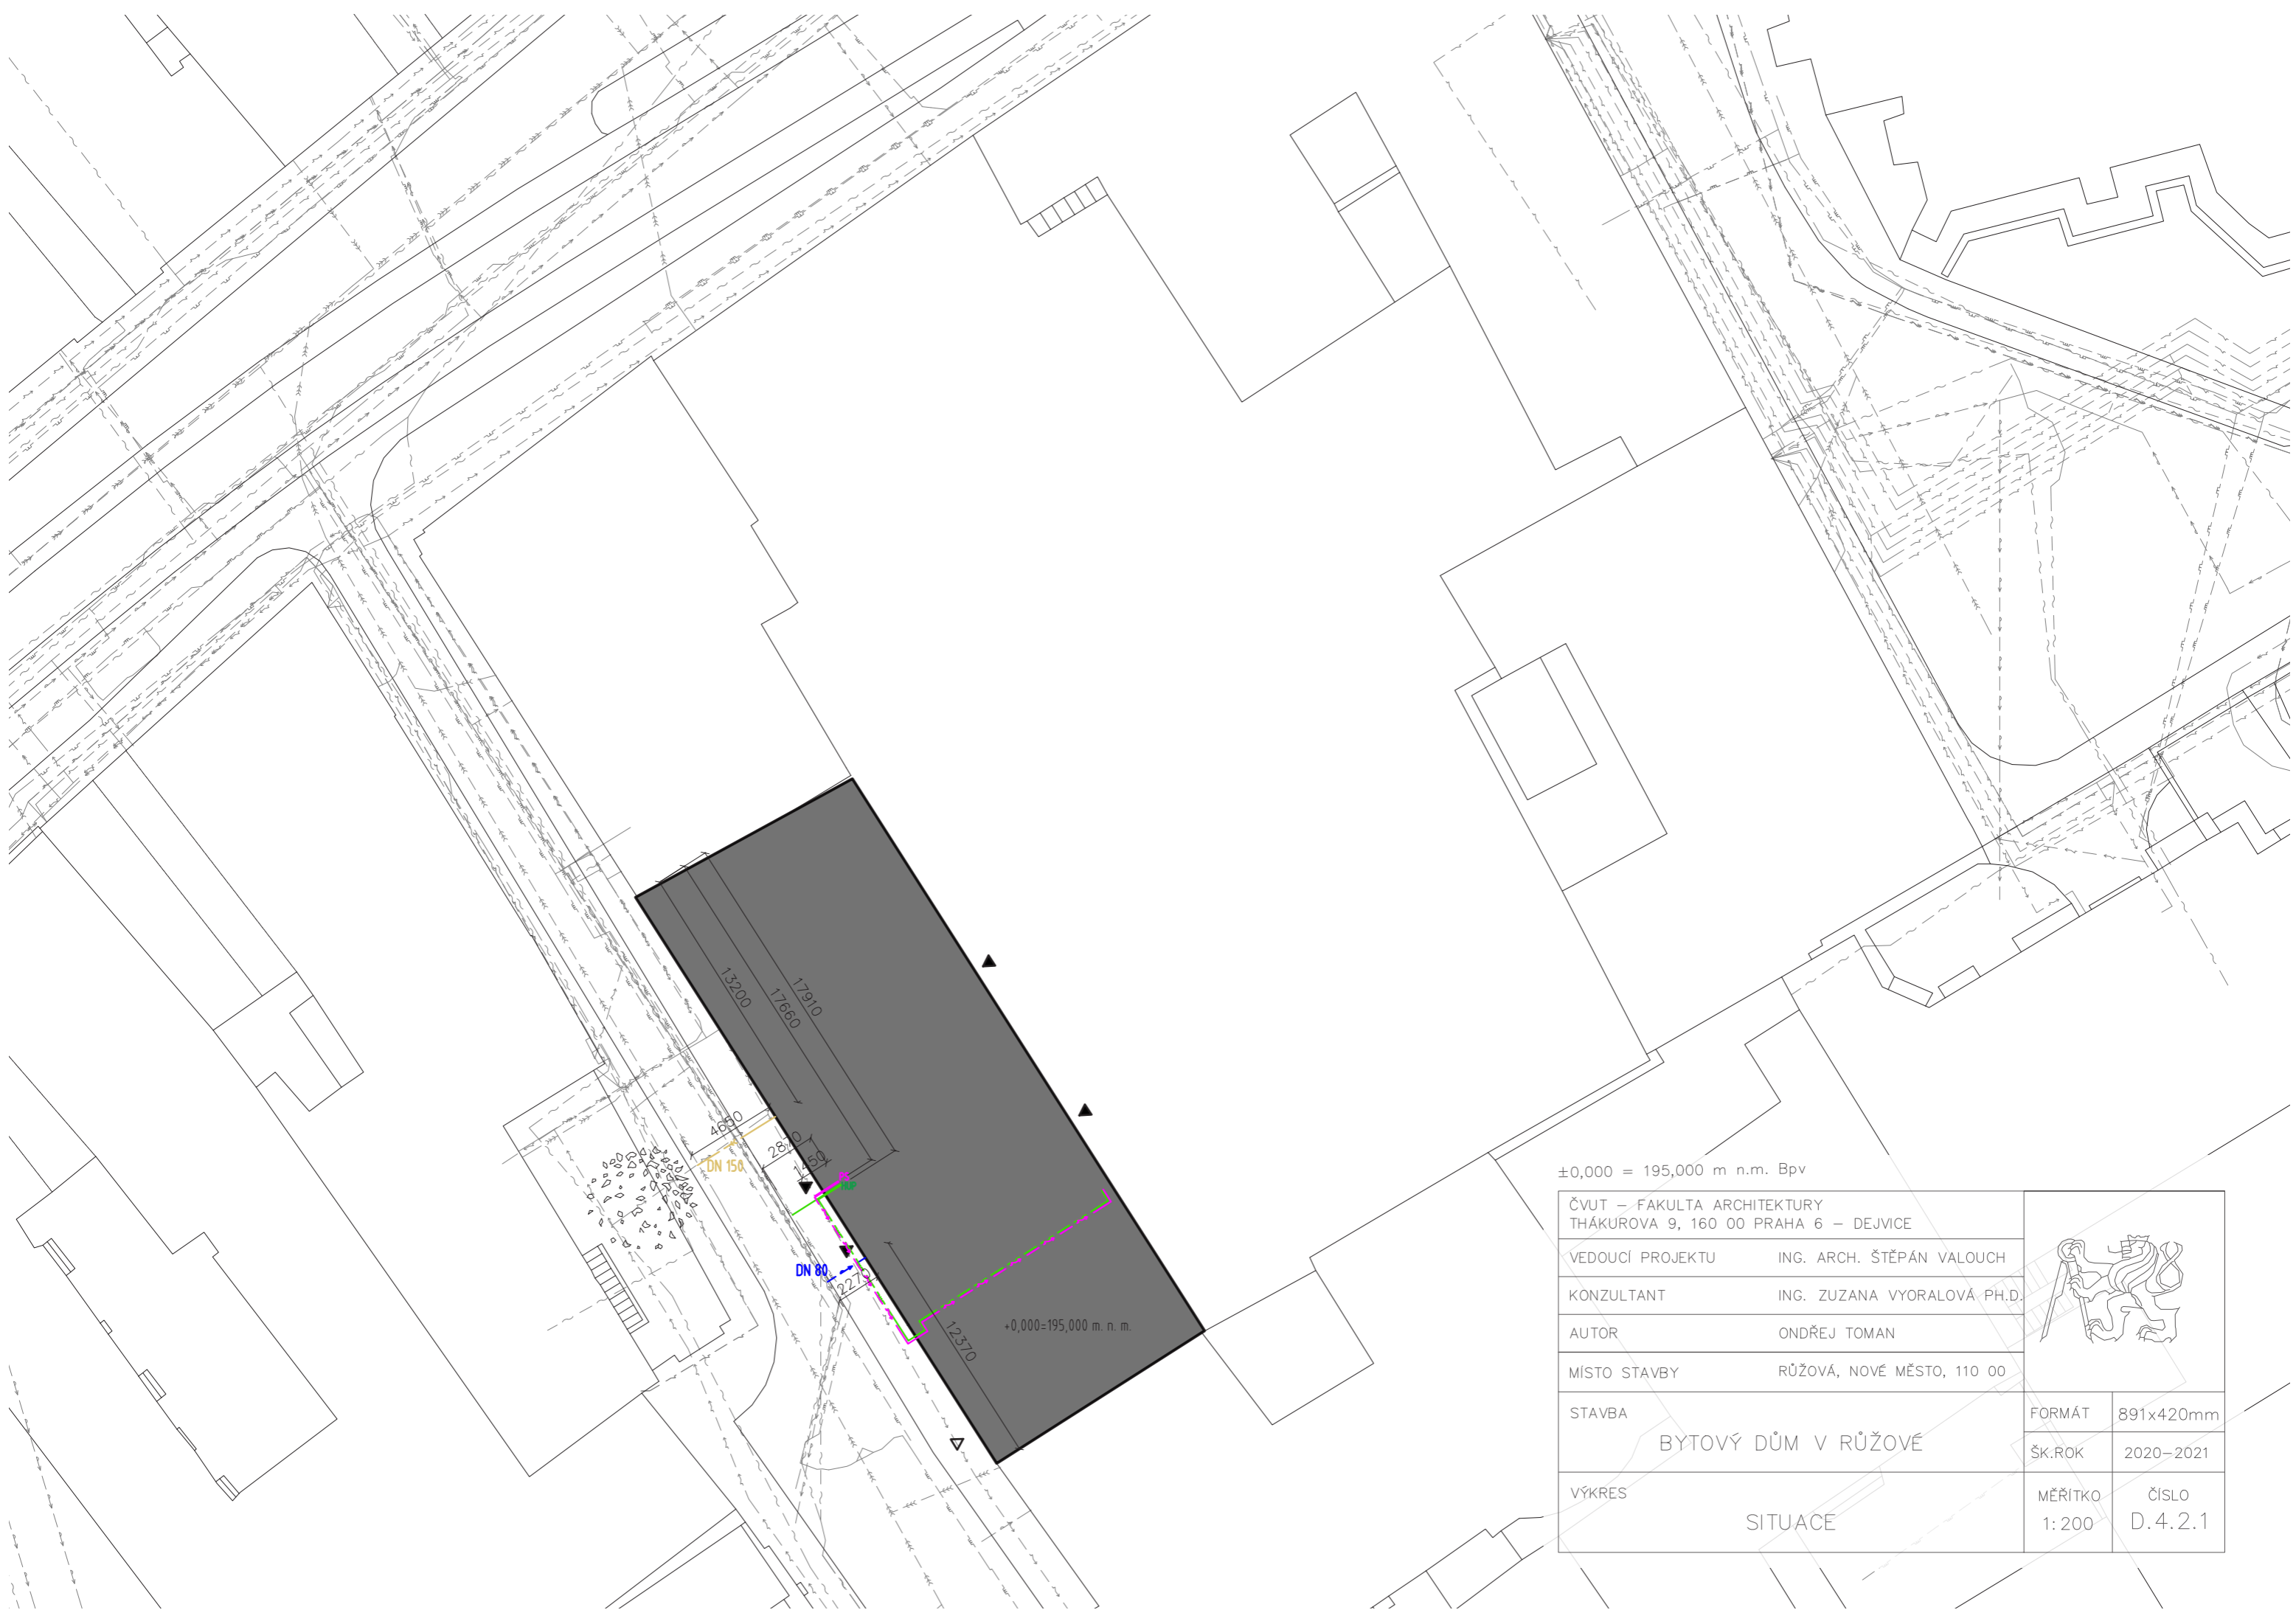 13200
17660
17910
4650
DN 150
2870
1450
DN 80
2270
12370
+0,000=195,000 m. n. m.
±0,000 = 195,000 m n.m. Bpv
ČVUT – FAKULTA ARCHITEKTURY
THÁKUROVA 9, 160 00 PRAHA 6 – DEJVICE
VEDOUCÍ PROJEKTU ING. ARCH. ŠTĚPÁN VALOUCH
KONZULTANT ING. ZUZANA VYORALOVÁ PH.D.
AUTOR ONDŘEJ TOMAN
MÍSTO STAVBY RŮŽOVÁ, NOVÉ MĚSTO, 110 00
STAVBA
BYTOVÝ DŮM V RŮŽOVÉ
FORMÁT 891x420mm
ŠK.ROK 2020–2021
VÝKRES
SITUACE
MĚŘÍTKO
1:200
ČÍSLO
D.4.2.1